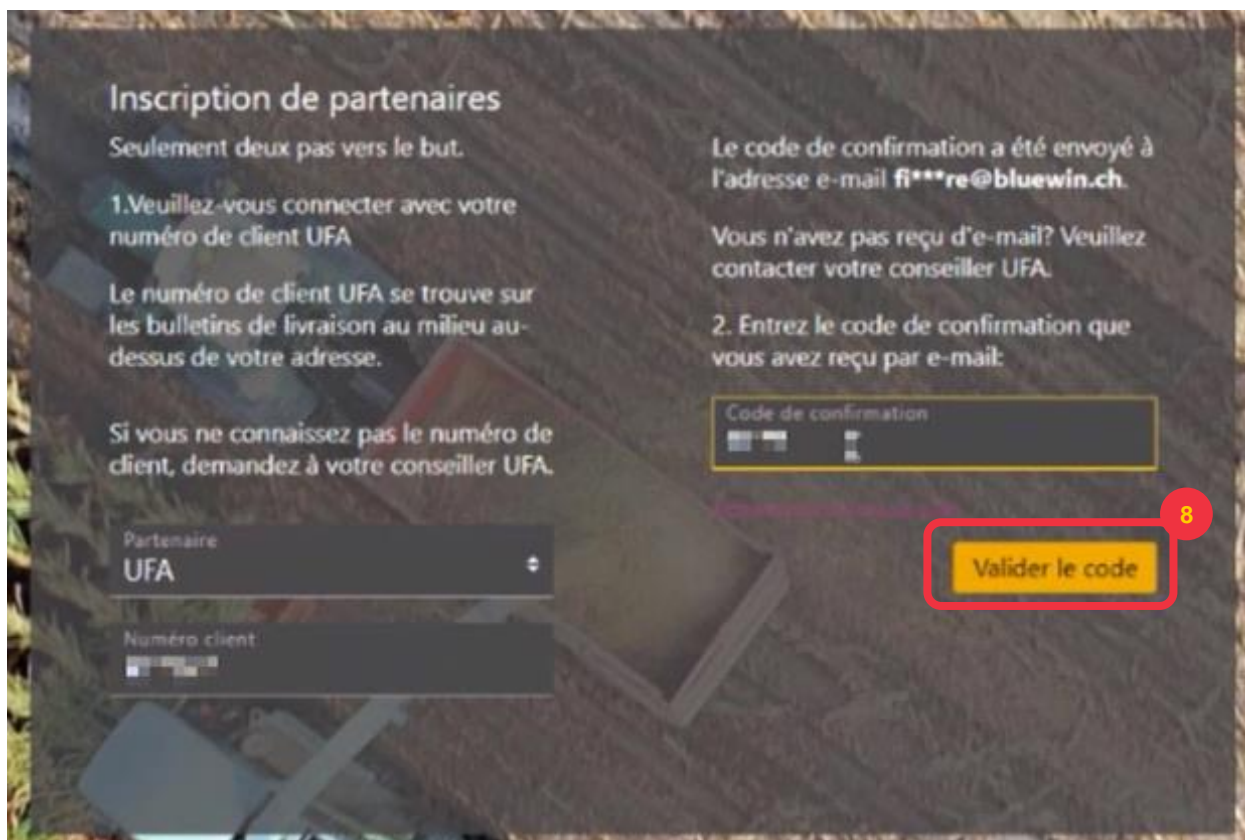 Inscription de partenaires
Seulement deux pas vers le but.
1.Veuillez-vous connecter avec votre
numéro de client UFA
Le numéro de client UFA se trouve sur
les bulletins de livraison au milieu au-
dessus de votre adresse.
Si vous ne connaissez pas le numéro de
client, demandez à votre conseiller UFA.
Partenaire
UFA
Numéro client
Le code de confirmation a été envoyé à
l'adresse e-mail fi***re@bluewin.ch.
Vous n'avez pas reçu d'e-mail? Veuillez
contacter votre conseiller UFA.
2. Entrez le code de confirmation que
vous avez reçu par e-mail:
Code de confirmation
8
Valider le code